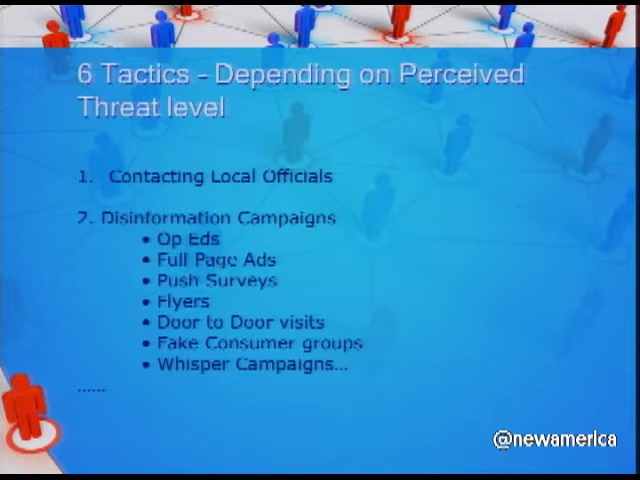 6 Tactics - Depending on Perceived
Threat level
1. Contacting Local Officials
2. Disinformation Campaigns
• Op Eds
• Full Page Ads
• Push Surveys
• Flyers
• Door to Door visits
• Fake Consumer groups
• Whisper Campaigns...
......
@newamerica